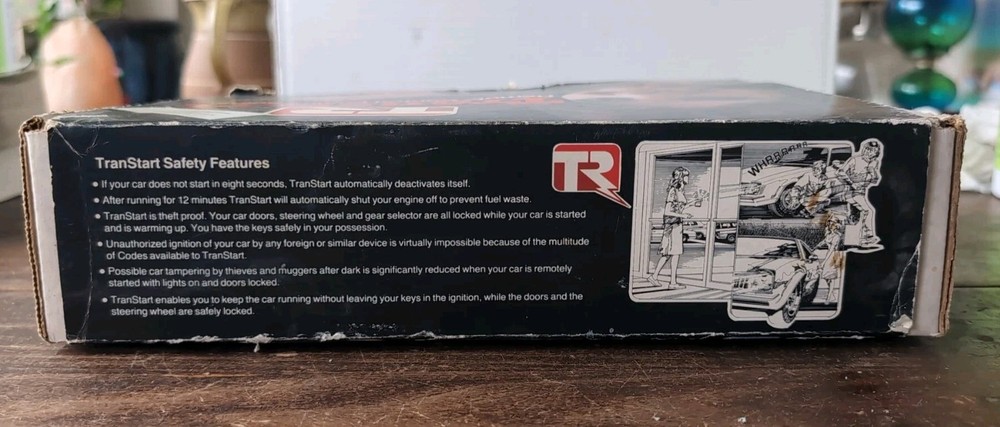 TranStart Safety Features
• If your car does not start in eight seconds, TranStart automatically deactivates itself.
• After running for 12 minutes TranStart will automatically shut your engine off to prevent fuel waste.
• TranStart is theft proof. Your car doors, steering wheel and gear selector are all locked while your car is started
and is warming up. You have the keys safely in your possession.
• Unauthorized ignition of your car by any foreign or similar device is virtually impossible because of the multitude
of Codes available to TranStart.
• Possible car tampering by thieves and muggers after dark is significantly reduced when your car is remotely
started with lights on and doors locked.
• TranStart enables you to keep the car running without leaving your keys in the ignition, while the doors and the
steering wheel are safely locked.
TR